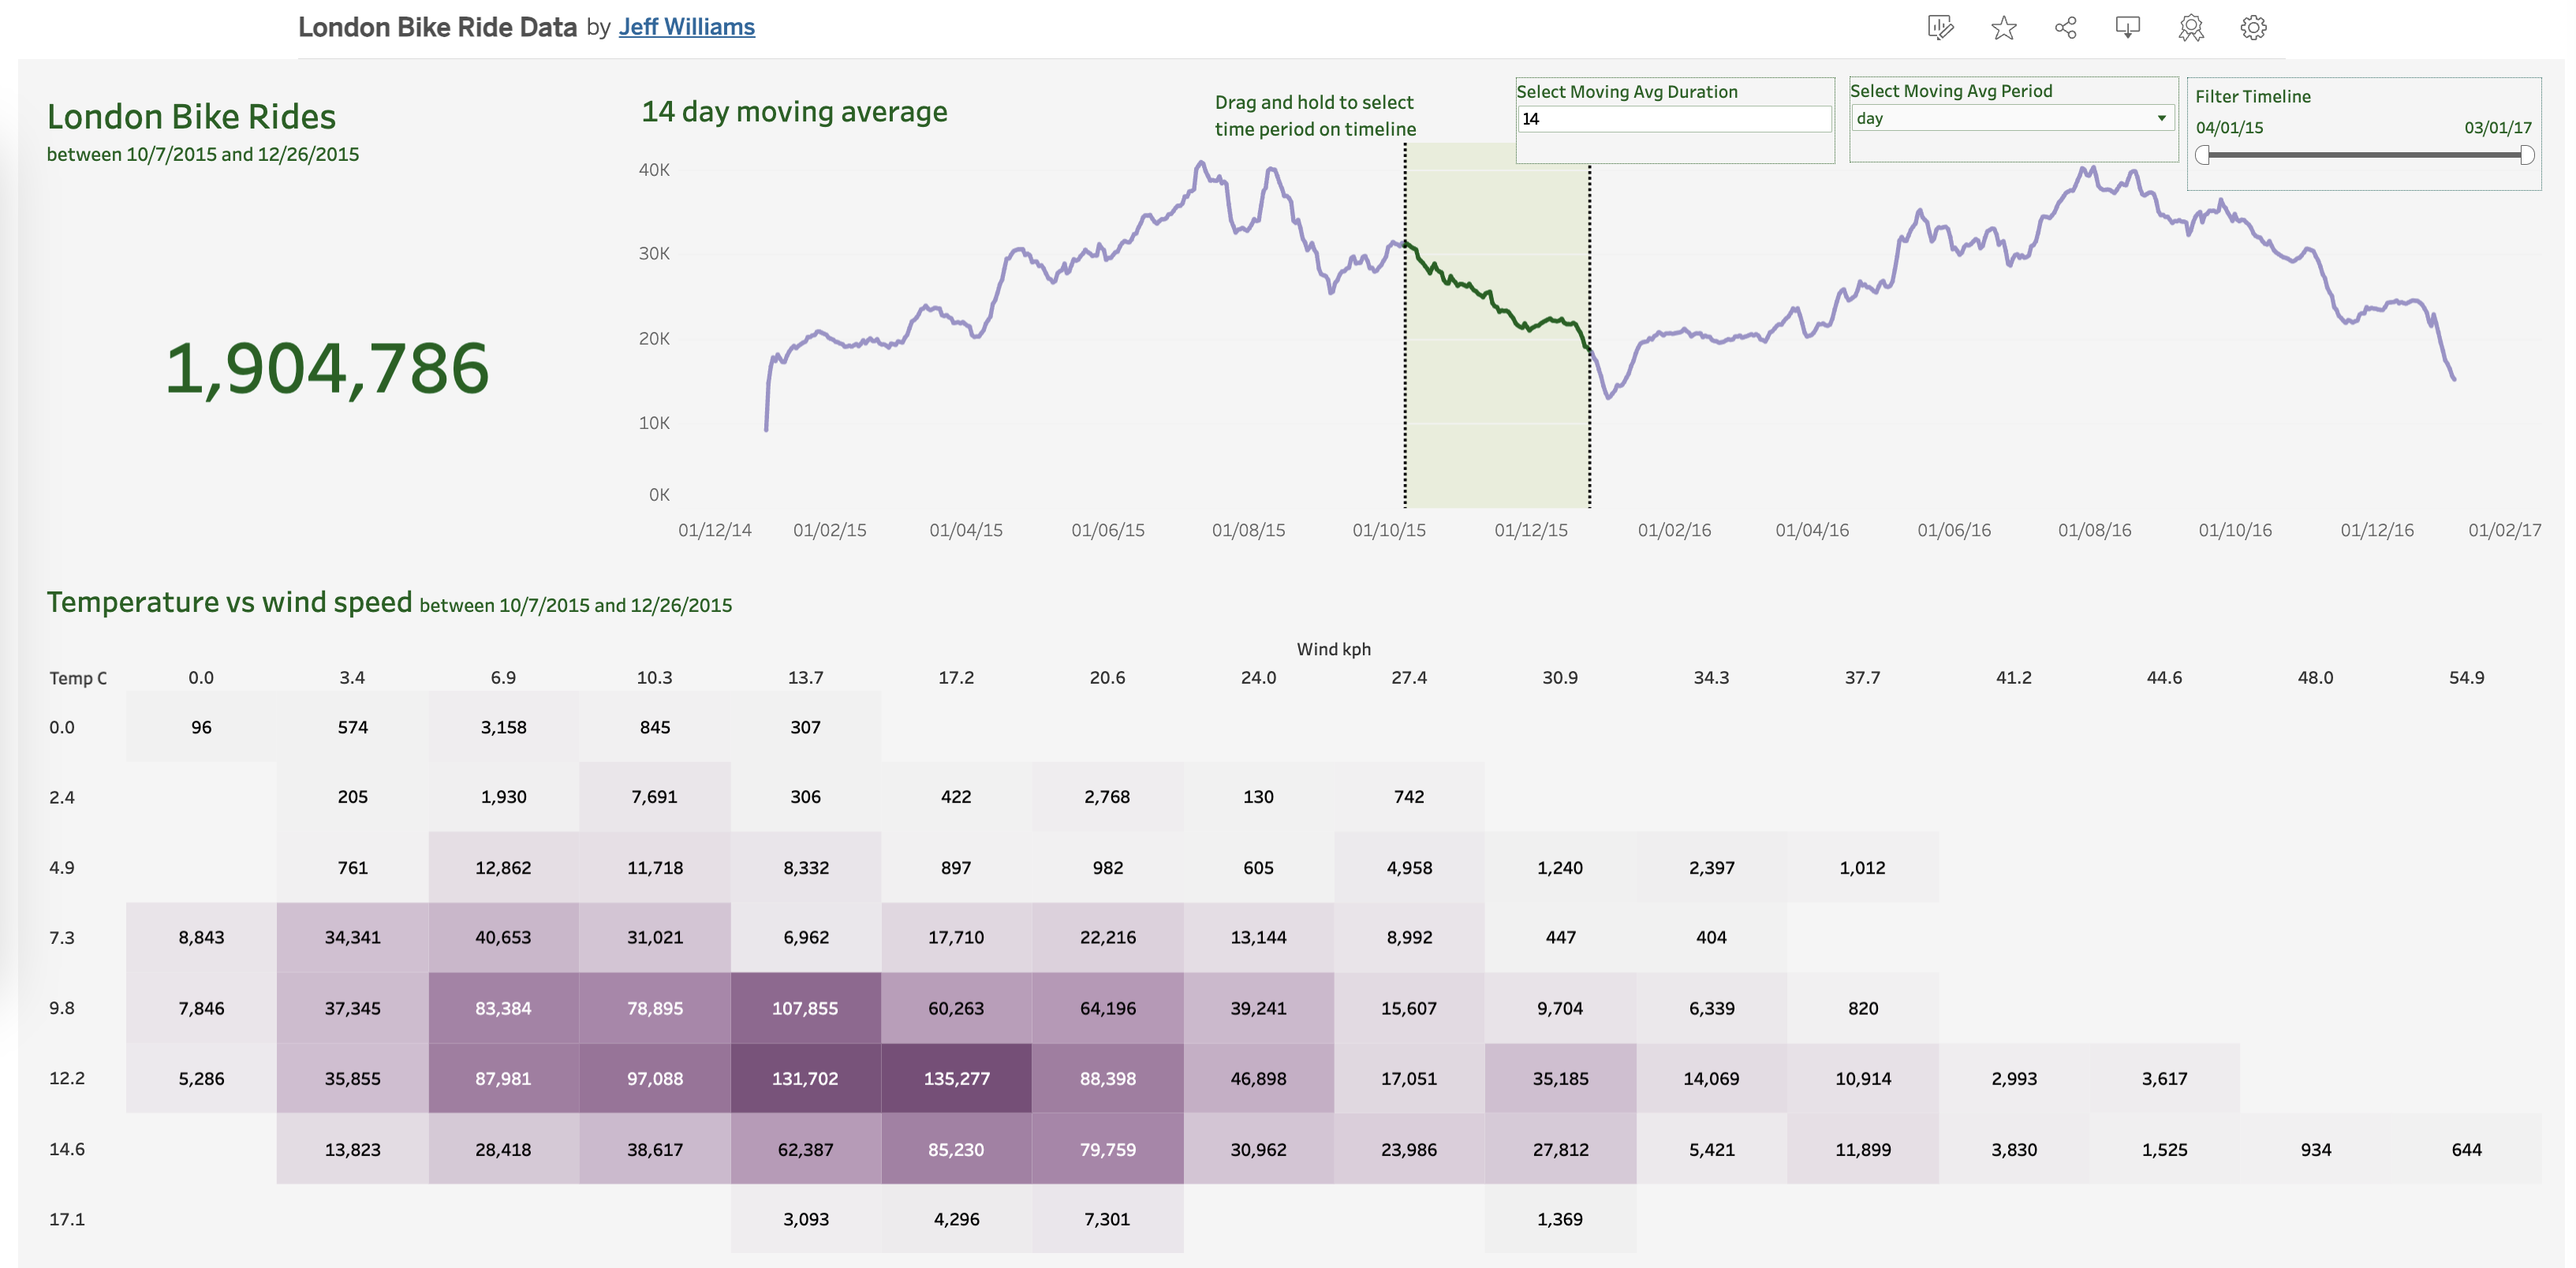 London Bike Ride Data by Jeff Williams
London Bike Rides
between 10/7/2015 and 12/26/2015
1,904,786
14 day moving average
Drag and hold to select
time period on timeline
Select Moving Avg Duration
14
Select Moving Avg Period
day
Filter Timeline
04/01/15 03/01/17
40K
30K
20K
10K
0K
01/12/14 01/02/15 01/04/15 01/06/15 01/08/15 01/10/15 01/12/15 01/02/16 01/04/16 01/06/16 01/08/16 01/10/16 01/12/16 01/02/17
Temperature vs wind speed between 10/7/2015 and 12/26/2015
Wind kph
Temp C 0.0 3.4 6.9 10.3 13.7 17.2 20.6 24.0 27.4 30.9 34.3 37.7 41.2 44.6 48.0 54.9
0.0 96 574 3,158 845 307
2.4 205 1,930 7,691 306 422 2,768 130 742
4.9 761 12,862 11,718 8,332 897 982 605 4,958 1,240 2,397 1,012
7.3 8,843 34,341 40,653 31,021 6,962 17,710 22,216 13,144 8,992 447 404
9.8 7,846 37,345 83,384 78,895 107,855 60,263 64,196 39,241 15,607 9,704 6,339 820
12.2 5,286 35,855 87,981 97,088 131,702 135,277 88,398 46,898 17,051 35,185 14,069 10,914 2,993 3,617
14.6 13,823 28,418 38,617 62,387 85,230 79,759 30,962 23,986 27,812 5,421 11,899 3,830 1,525 934 644
17.1 3,093 4,296 7,301 1,369